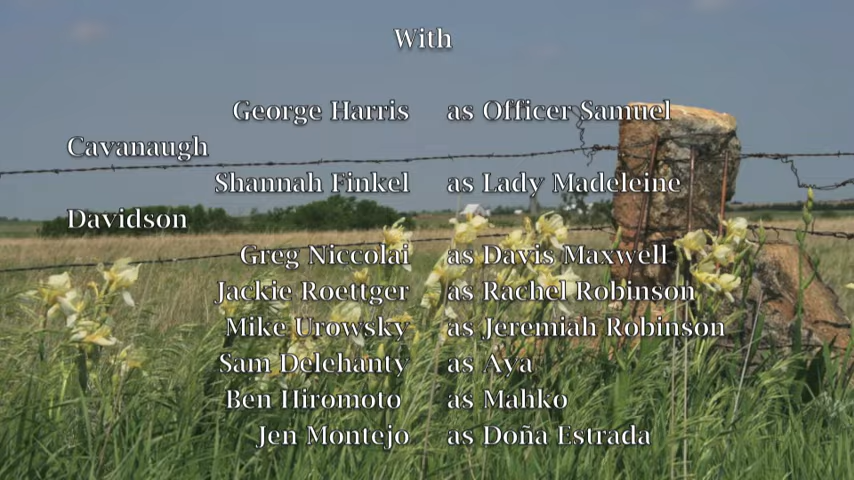 With
George Harris as Officer Samuel
Cavanaugh
Shannah Finkel as Lady Madeleine
Davidson
Greg Niccolai as Davis Maxwell
Jackie Roettger as Rachel Robinson
Mike Urowsky as Jeremiah Robinson
Sam Delehanty as Aya
Ben Hiromoto as Mahko
Jen Montejo as Doña Estrada